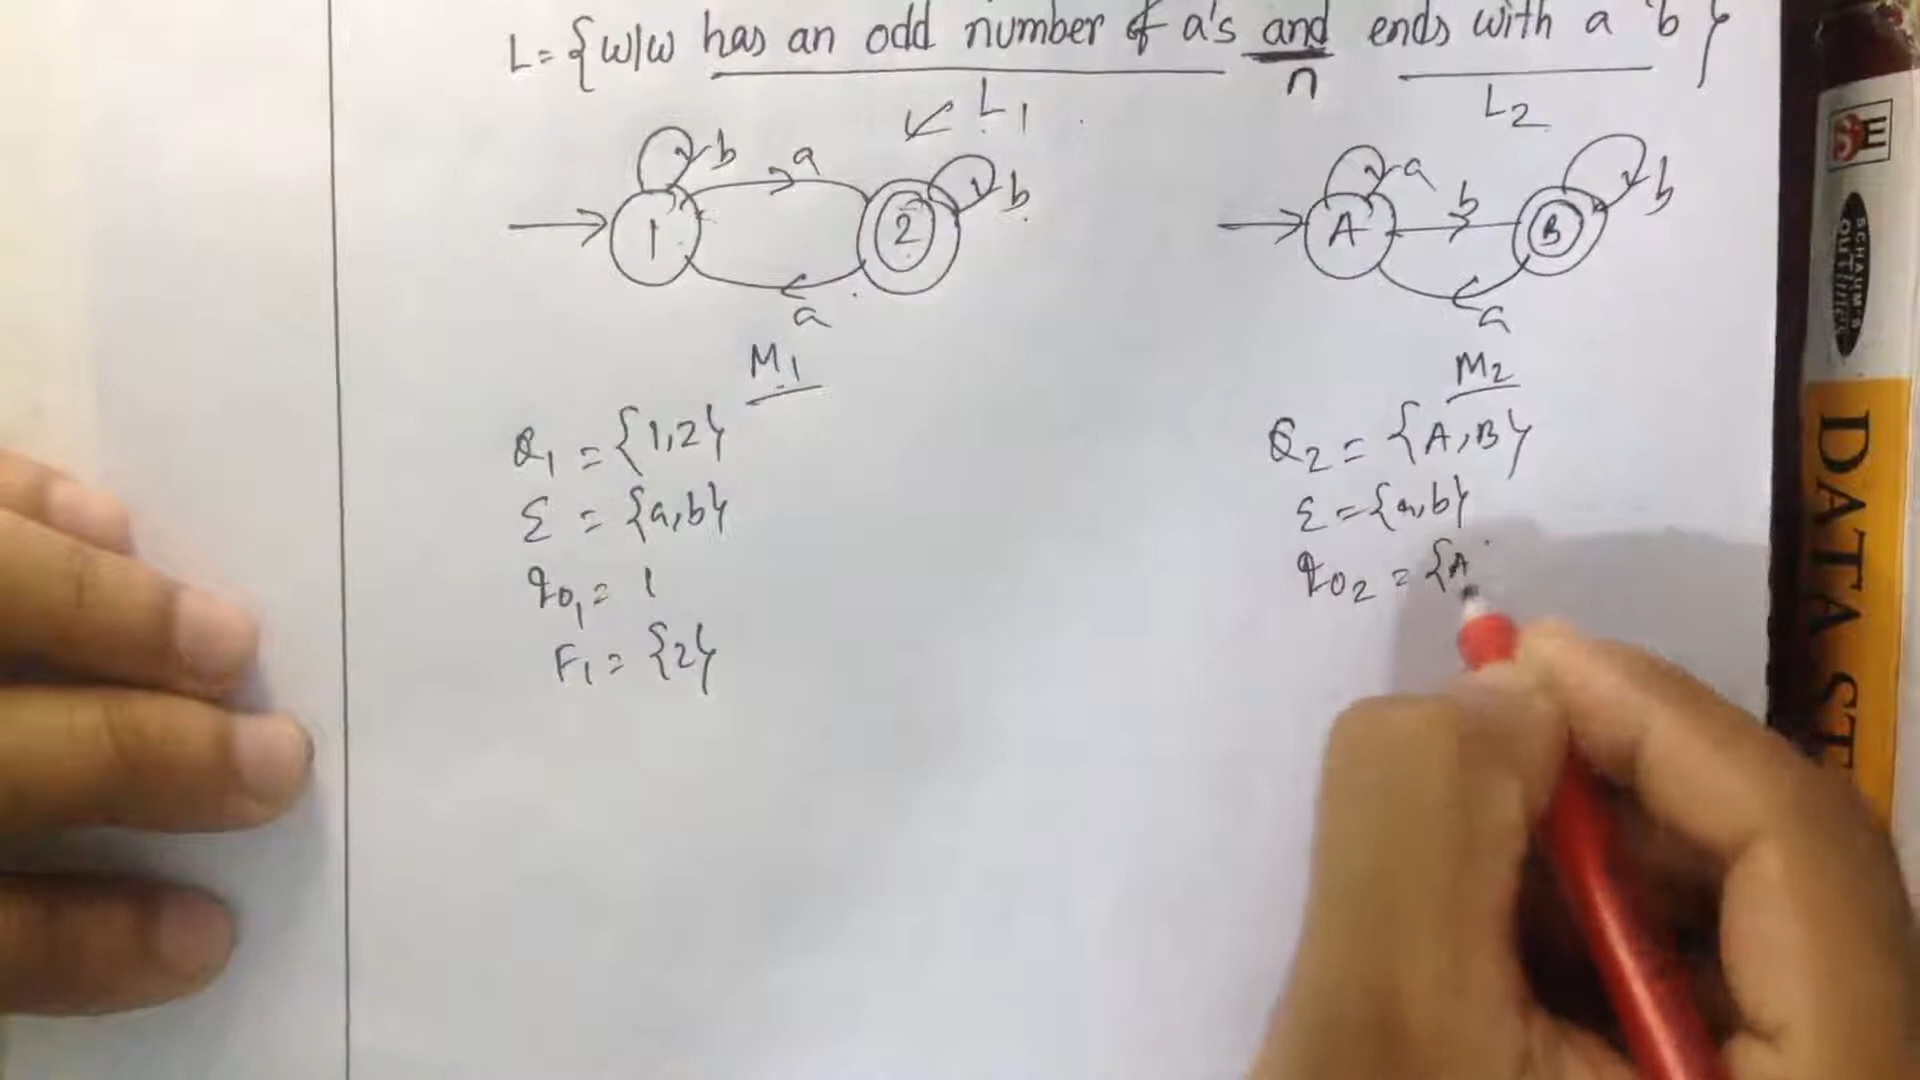 L={w/w has an odd number of a's and ends with a 'b'}
L1 n L2
b a b a b
1 2 A B b
a a
M1 M2
Q1 = {1,2} Q2 = {A,B}
Σ = {a,b} Σ = {a,b}
q01 = 1 q02 = {A
F1 = {2}
SCHAUM'S
OUTlines
DATA ST